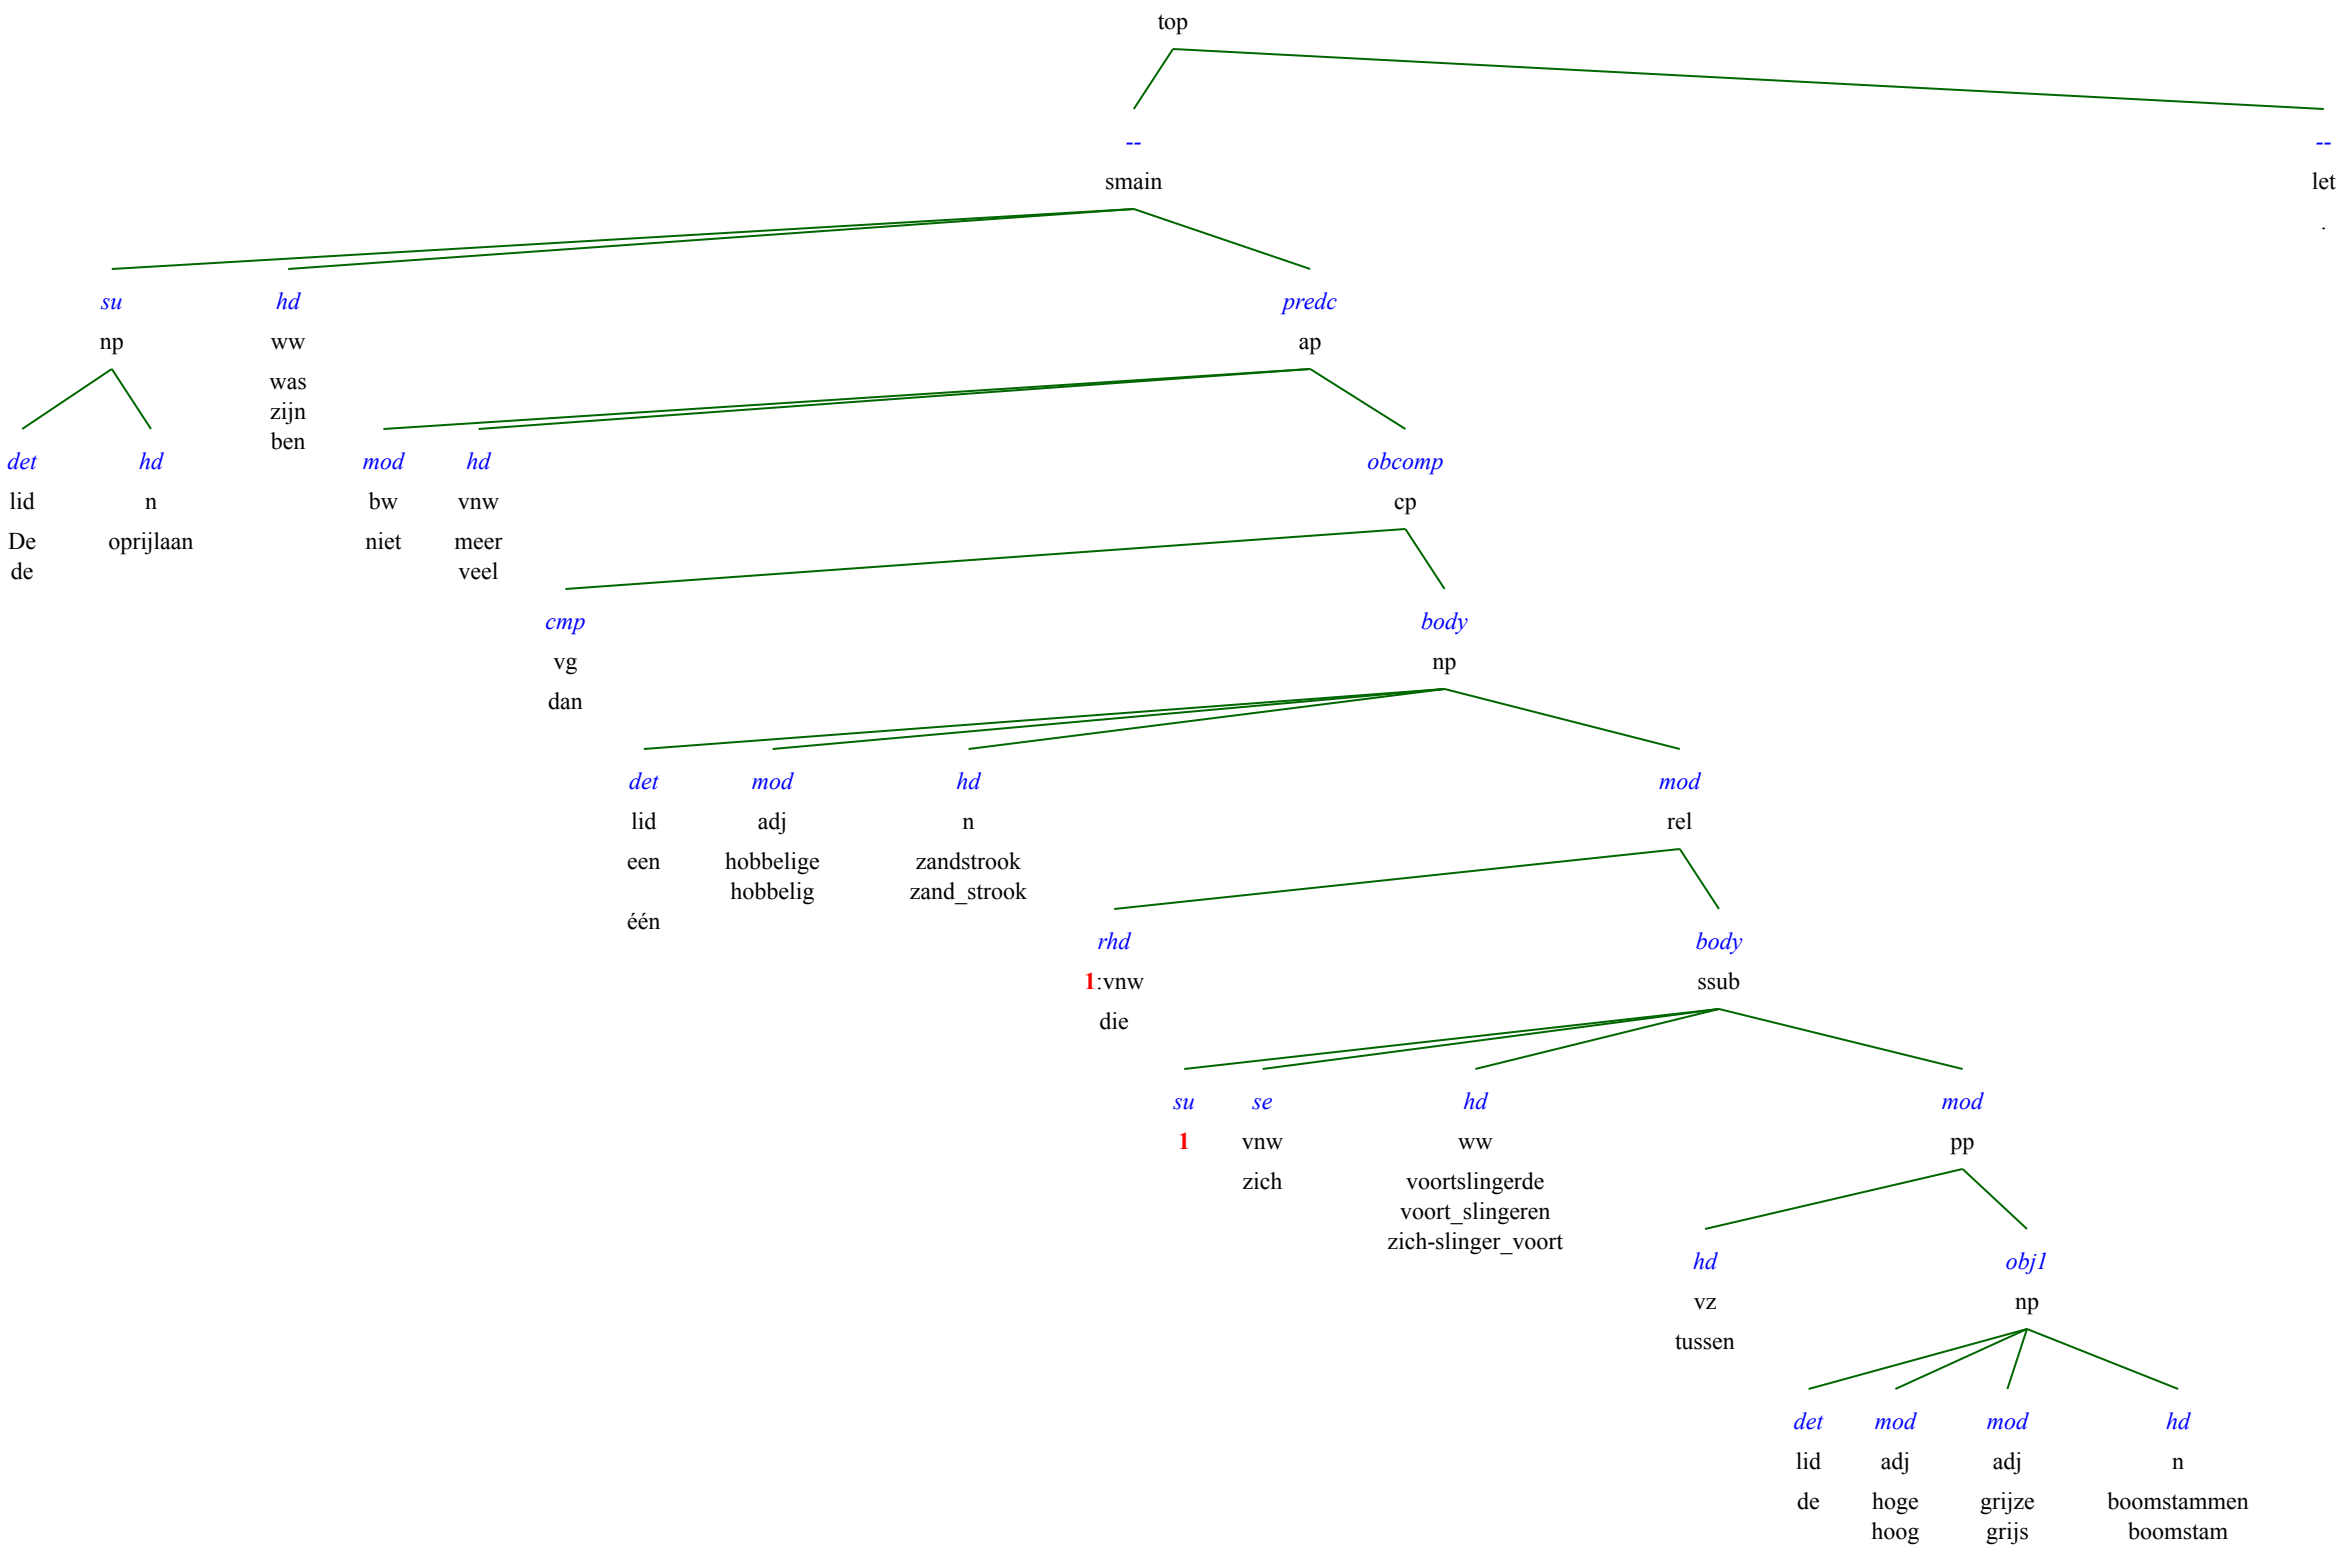 top
-- --
smain let
.
su hd predc
np ww ap
was
zijn
ben
det hd mod hd obcomp
lid n bw vnw cp
De oprijlaan niet meer
de veel
cmp body
vg np
dan
det mod hd mod
lid adj n rel
een hobbelige zandstrook
hobbelig zand_strook
één
rhd body
1:vnw ssub
die
su se hd mod
1 vnw ww pp
zich voortslingerde
voort_slingeren
zich-slinger_voort
hd obj1
vz np
tussen
det mod mod hd
lid adj adj n
de hoge grijze boomstammen
hoog grijs boomstam